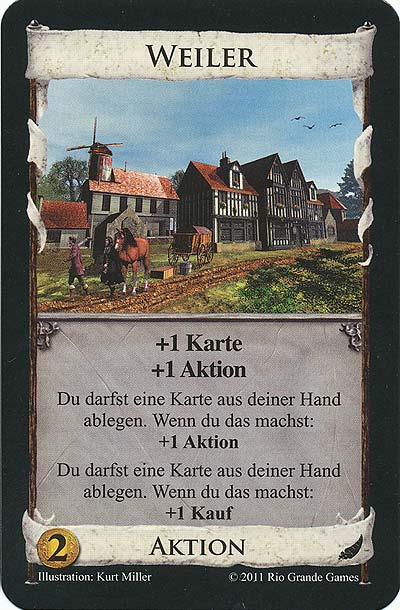 WEILER
+1 Karte
+1 Aktion
Du darfst eine Karte aus deiner Hand
ablegen. Wenn du das machst:
+1 Aktion
Du darfst eine Karte aus deiner Hand
ablegen. Wenn du das machst:
+1 Kauf
2
AKTION
Illustration: Kurt Miller
© 2011 Rio Grande Games